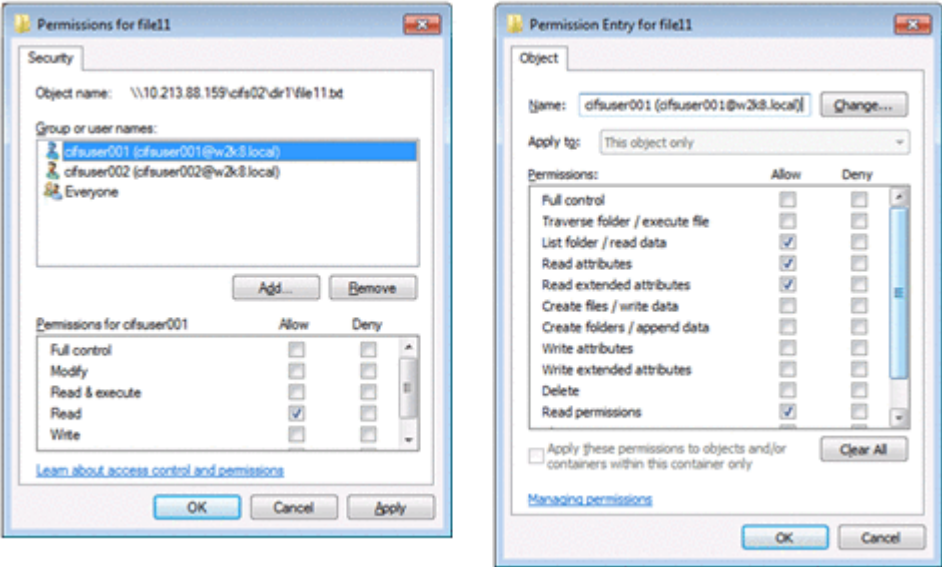 Permissions for file11
Security
Object name: \\10.213.88.159\cifs02\dir1\file11.txt
Group or user names:
cifsuser001 (cifsuser001@w2k8.local)
cifsuser002 (cifsuser002@w2k8.local)
Everyone
Add...
Remove
Permissions for cifsuser001 Allow Deny
Full control
Modify
Read & execute
Read
Write
Learn about access control and permissions
OK Cancel Apply
Permission Entry for file11
Object
Name: cifsuser001 (cifsuser001@w2k8.local) Change...
Apply to: This object only
Permissions: Allow Deny
Full control
Traverse folder / execute file
List folder / read data
Read attributes
Read extended attributes
Create files / write data
Create folders / append data
Write attributes
Write extended attributes
Delete
Read permissions
Apply these permissions to objects and/or
containers within this container only
Clear All
Managing permissions
OK Cancel